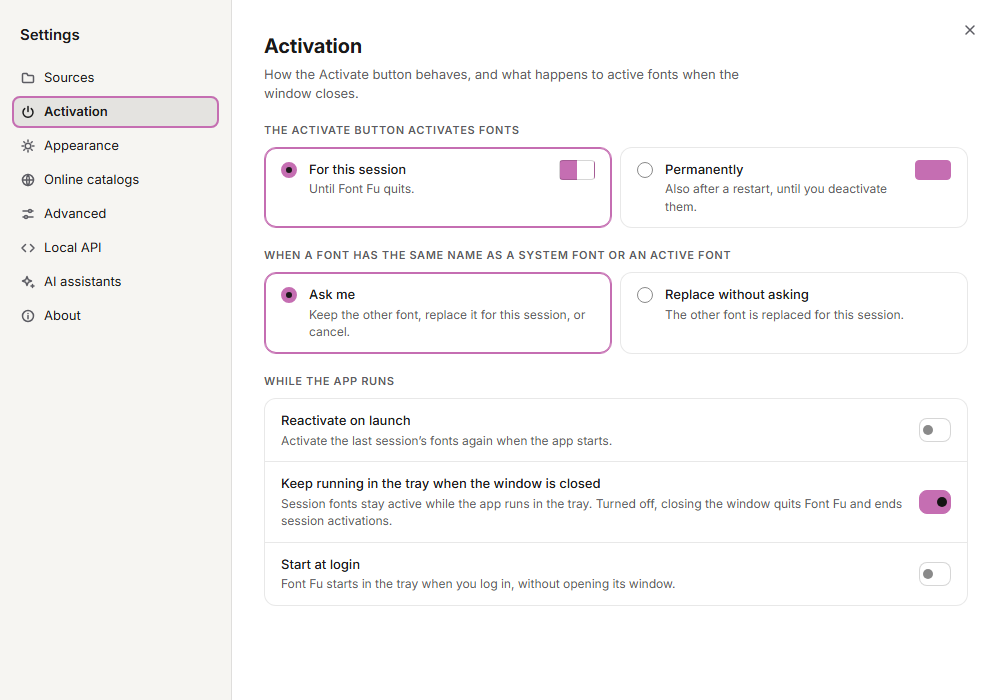 Settings
Sources
Activation
Appearance
Online catalogs
Advanced
Local API
AI assistants
About
Activation
How the Activate button behaves, and what happens to active fonts when the
window closes.
THE ACTIVATE BUTTON ACTIVATES FONTS
For this session
Until Font Fu quits.
Permanently
Also after a restart, until you deactivate
them.
WHEN A FONT HAS THE SAME NAME AS A SYSTEM FONT OR AN ACTIVE FONT
Ask me
Keep the other font, replace it for this session, or
cancel.
Replace without asking
The other font is replaced for this session.
WHILE THE APP RUNS
Reactivate on launch
Activate the last session’s fonts again when the app starts.
Keep running in the tray when the window is closed
Session fonts stay active while the app runs in the tray. Turned off, closing the window quits Font Fu and ends
session activations.
Start at login
Font Fu starts in the tray when you log in, without opening its window.